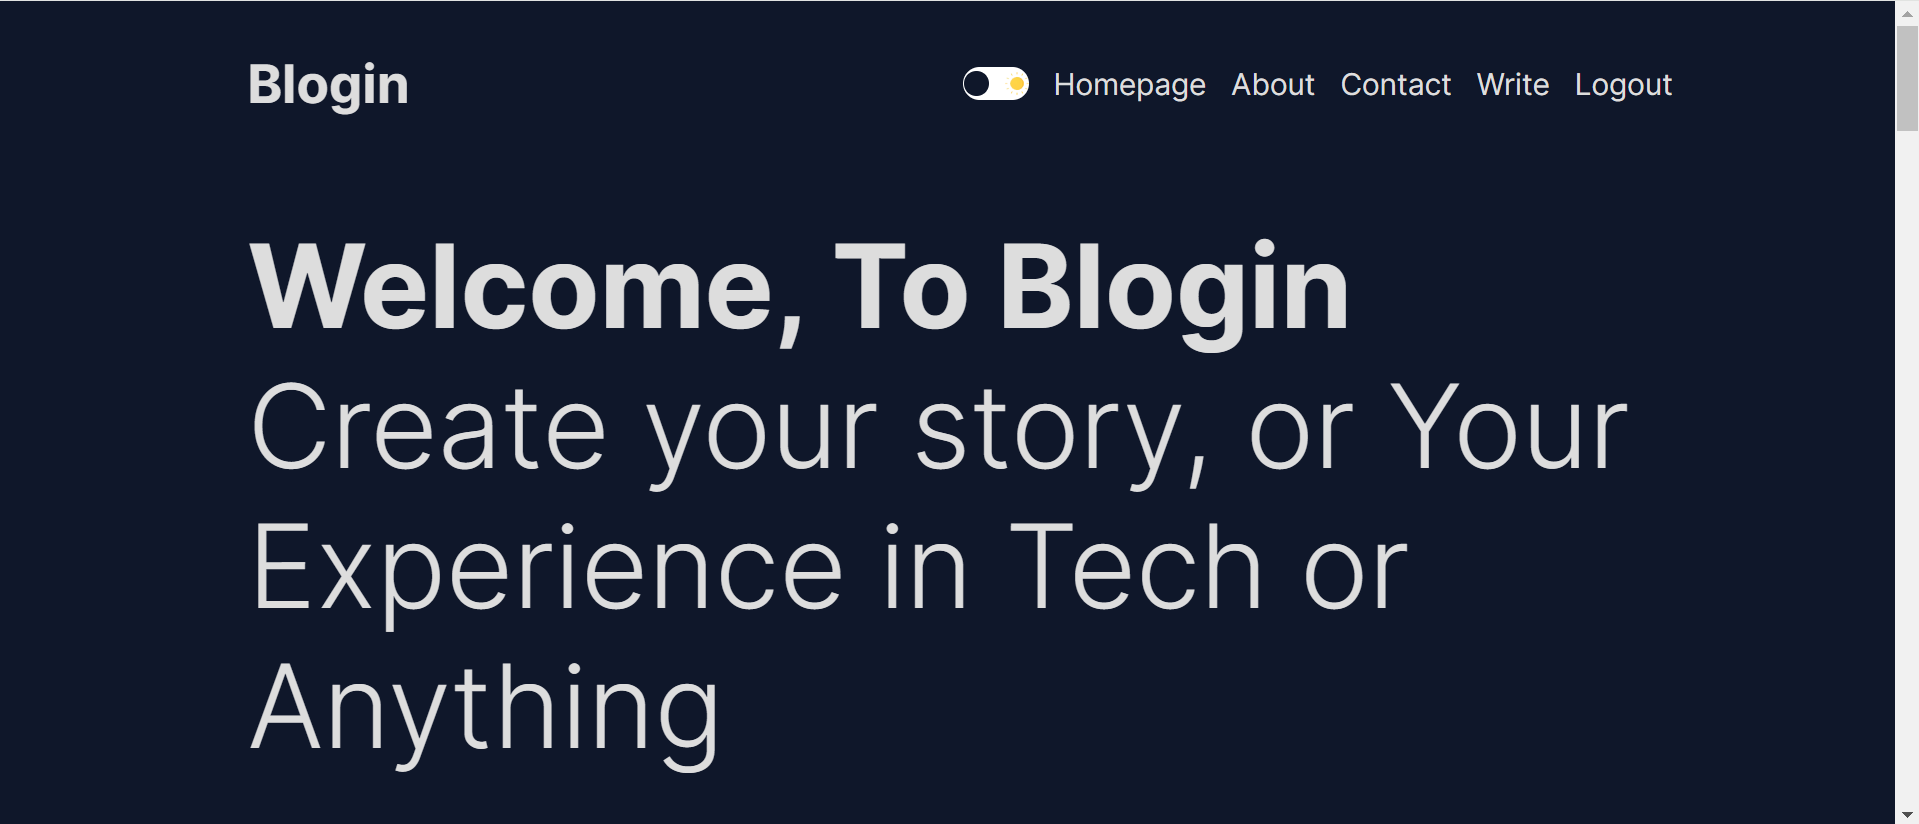 Blogin
Homepage About Contact Write Logout
Welcome, To Blogin
Create your story, or Your
Experience in Tech or
Anything